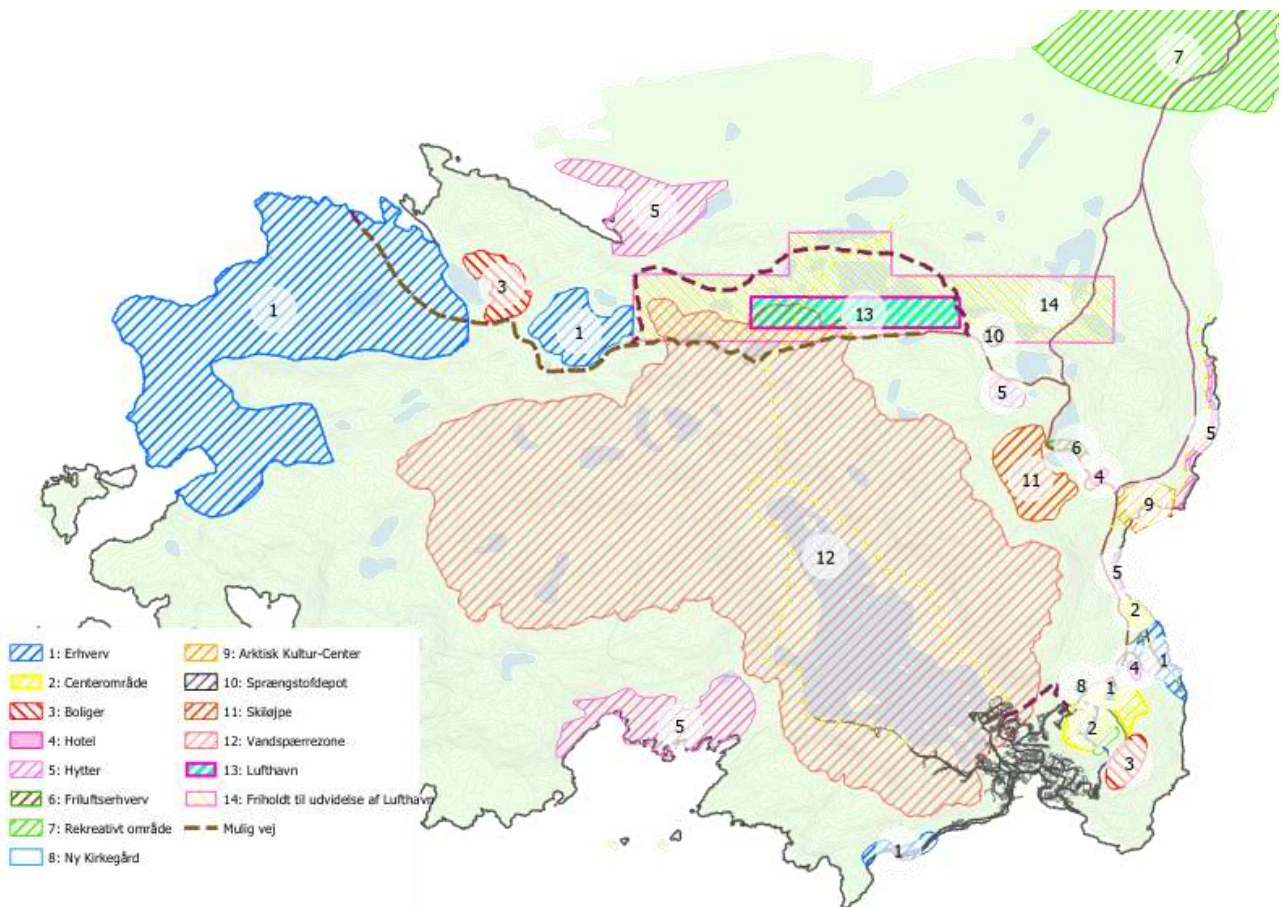 7
5
3
1
1
13
14
10
5
5
6
4
11
9
12
5
2
1
4
8
1
2
3
5
1
1: Erhverv
2: Centerområde
3: Boliger
4: Hotel
5: Hytter
6: Friluftserhverv
7: Rekreativt område
8: Ny Kirkegård
9: Arktisk Kultur-Center
10: Sprængstofdepot
11: Skiløjpe
12: Vandspærrezone
13: Lufthavn
14: Friholdt til udvidelse af Lufthavn
Mulig vej